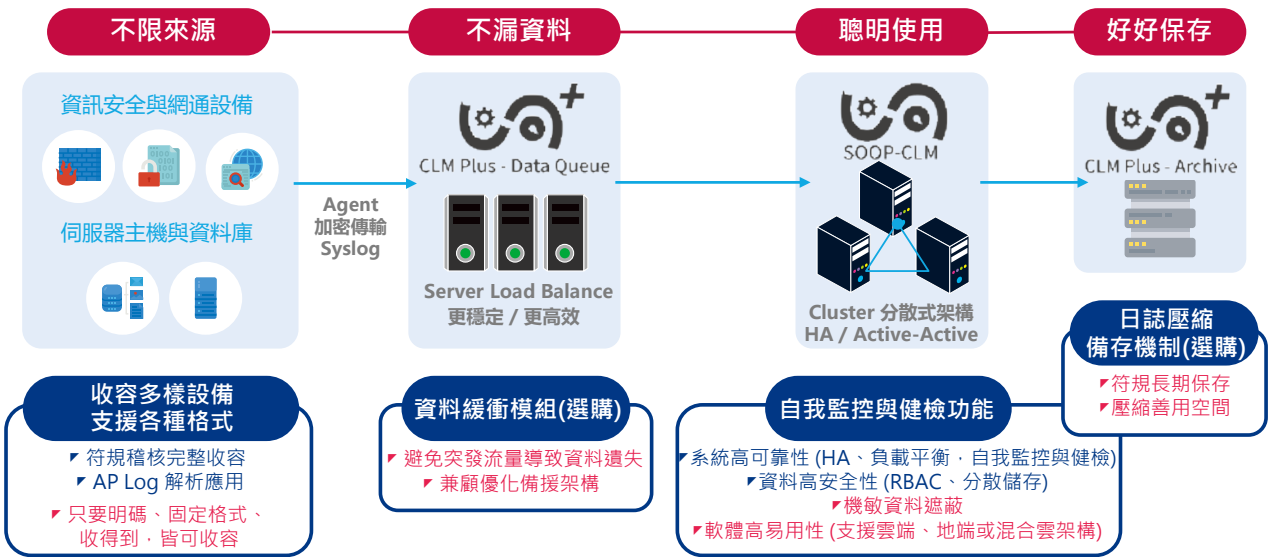 不限來源
不漏資料
聰明使用
好好保存
資訊安全與網通設備
伺服器主機與資料庫
Agent
加密傳輸
Syslog
CLM Plus - Data Queue
Server Load Balance
更穩定 / 更高效
SOOP-CLM
Cluster 分散式架構
HA / Active-Active
CLM Plus - Archive
收容多樣設備
支援各種格式
符規稽核完整收容
AP Log 解析應用
只要明碼、固定格式、
收得到，皆可收容
資料緩衝模組(選購)
避免突發流量導致資料遺失
兼顧優化備援架構
自我監控與健檢功能
系統高可靠性 (HA、負載平衡，自我監控與健檢)
資料高安全性 (RBAC、分散儲存)
機敏資料遮蔽
軟體高易用性 (支援雲端、地端或混合雲架構)
日誌壓縮
備存機制(選購)
符規長期保存
壓縮善用空間